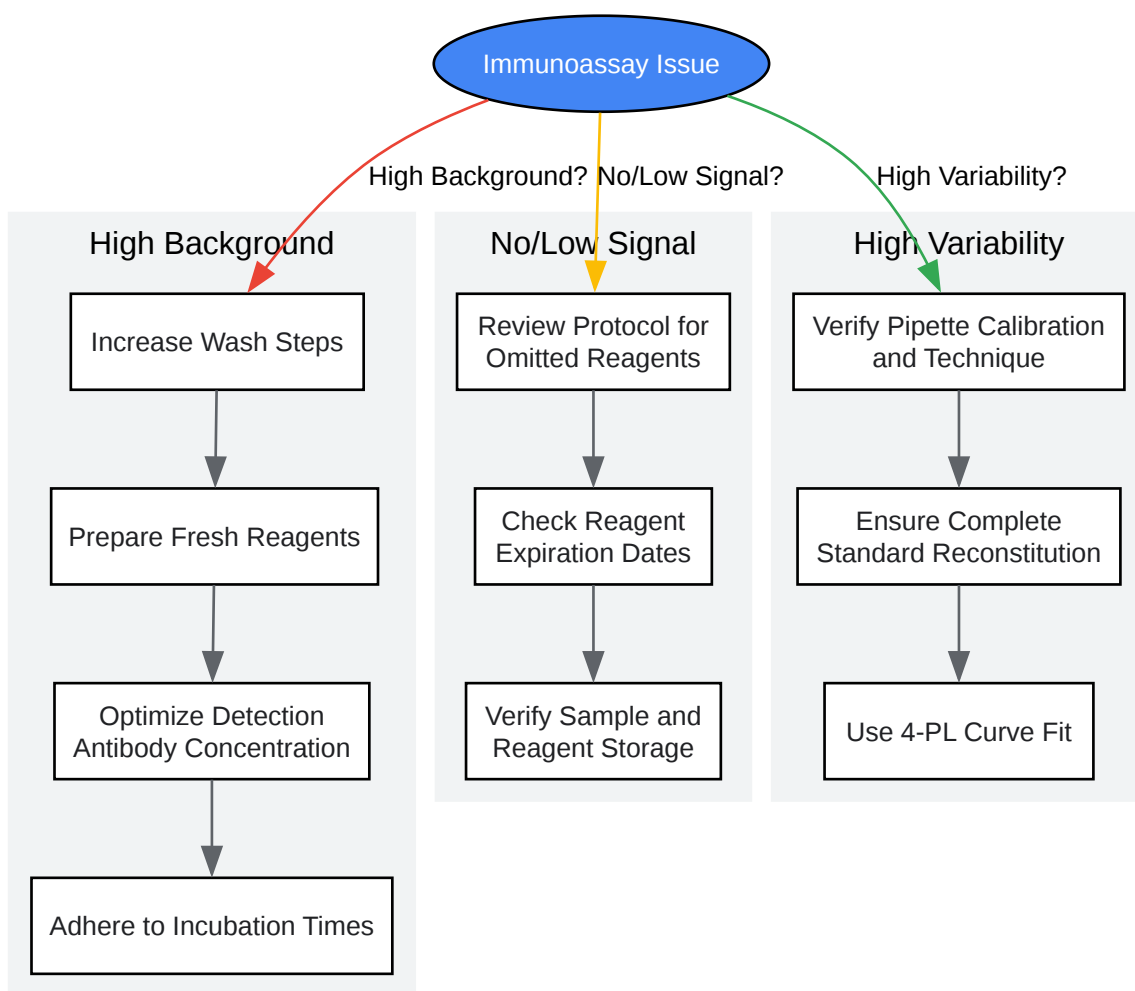 Immunoassay Issue
High Background?
No/Low Signal?
High Variability?
High Background
Increase Wash Steps
Prepare Fresh Reagents
Optimize Detection
Antibody Concentration
Adhere to Incubation Times
No/Low Signal
Review Protocol for
Omitted Reagents
Check Reagent
Expiration Dates
Verify Sample and
Reagent Storage
High Variability
Verify Pipette Calibration
and Technique
Ensure Complete
Standard Reconstitution
Use 4-PL Curve Fit